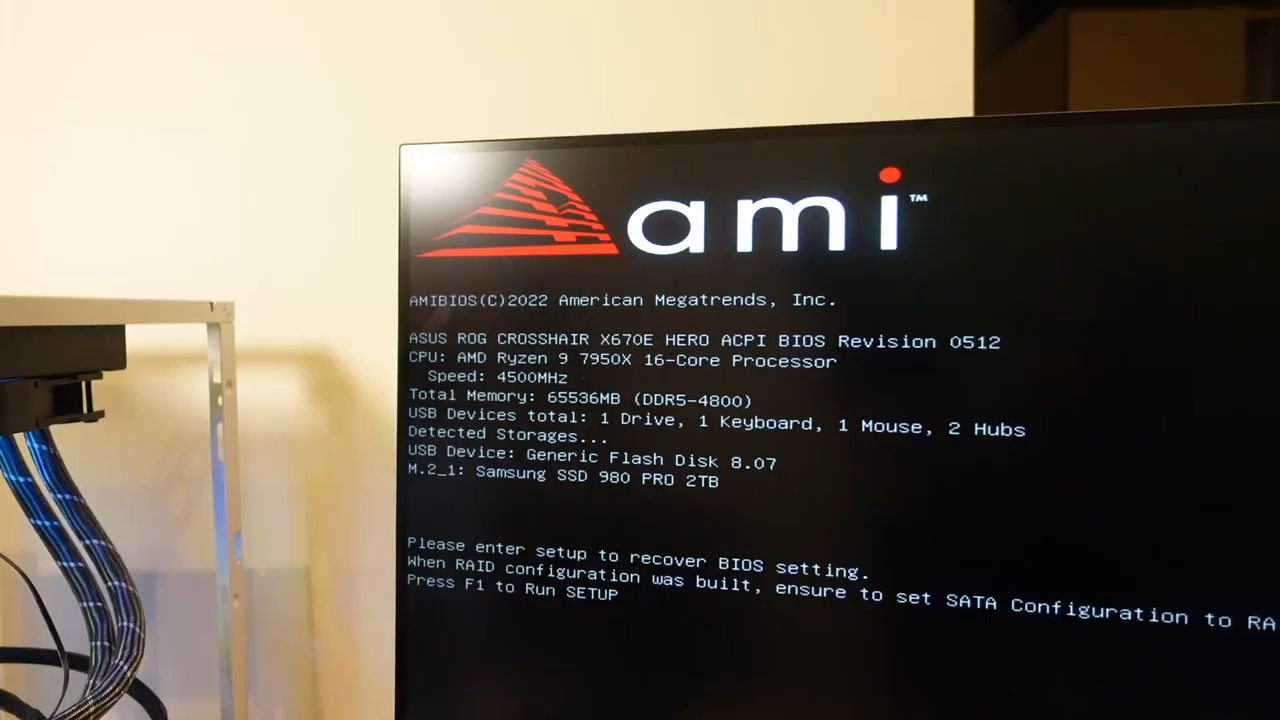 ami™
AMIBIOS(C)2022 American Megatrends, Inc.
ASUS ROG CROSSHAIR X670E HERO ACPI BIOS Revision 0512
CPU: AMD Ryzen 9 7950X 16-Core Processor
Speed: 4500MHz
Total Memory: 65536MB (DDR5-4800)
USB Devices total: 1 Drive, 1 Keyboard, 1 Mouse, 2 Hubs
Detected Storages...
USB Device: Generic Flash Disk 8.07
M.2_1: Samsung SSD 980 PRO 2TB
Please enter setup to recover BIOS setting.
When RAID configuration was built, ensure to set SATA Configuration to RA
Press F1 to Run SETUP